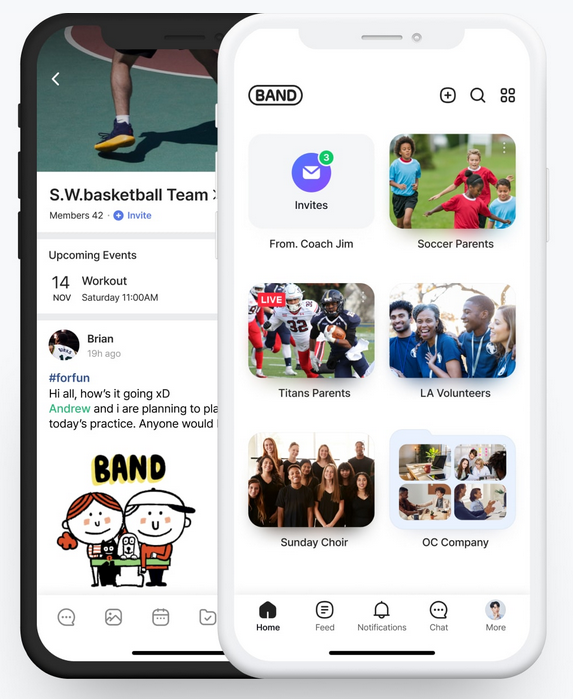 S.W.basketball Team
Members 42 · Invite
Upcoming Events
14
NOV
Workout
Saturday 11:00AM
Brian
19h ago
#forfun
Hi all, how's it going xD
Andrew and i are planning to pla
today's practice. Anyone would
BAND
BAND
3
Invites
From. Coach Jim
Soccer Parents
LIVE
32
Titans Parents
LA Volunteers
Sunday Choir
OC Company
Home
Feed
Notifications
Chat
More